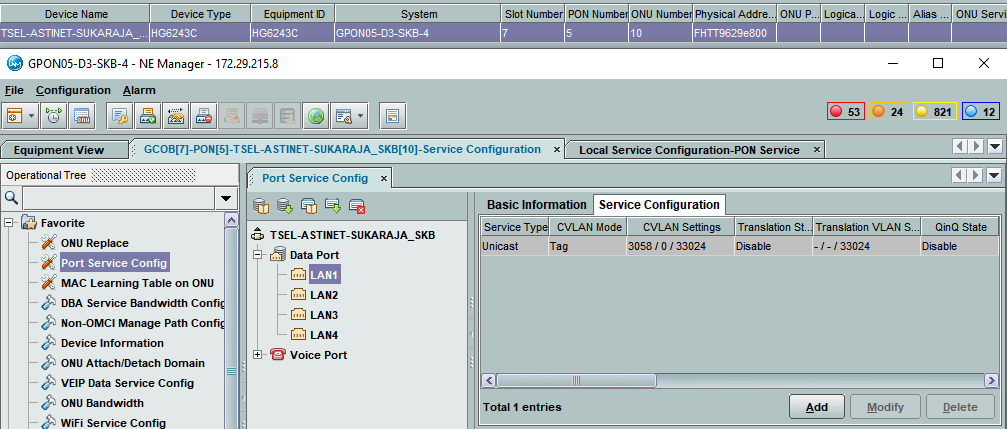 Device Name Device Type Equipment ID System Slot Number PON Number ONU Number Physical Addre... ONU P... Logica... Logic ... Alias ... ONU Servi
TSEL-ASTINET-SUKARAJA_... HG6243C HG6243C GPON05-D3-SKB-4 7 5 10 FHTT9629e800
GPON05-D3-SKB-4 - NE Manager - 172.29.215.8
File Configuration Alarm
53 24 821 12
Equipment View GCOB[7]-PON[5]-TSEL-ASTINET-SUKARAJA_SKB[10]-Service Configuration Local Service Configuration-PON Service
Operational Tree
Favorite
ONU Replace
Port Service Config
MAC Learning Table on ONU
DBA Service Bandwidth Config
Non-OMCI Manage Path Config
Device Information
ONU Attach/Detach Domain
VEIP Data Service Config
ONU Bandwidth
WiFi Service Config
Port Service Config
TSEL-ASTINET-SUKARAJA_SKB
Data Port
LAN1
LAN2
LAN3
LAN4
Voice Port
Basic Information Service Configuration
Service Type CVLAN Mode CVLAN Settings Translation St... Translation VLAN S... QinQ State
Unicast Tag 3058 / 0 / 33024 Disable - / - / 33024 Disable
Total 1 entries Add Modify Delete